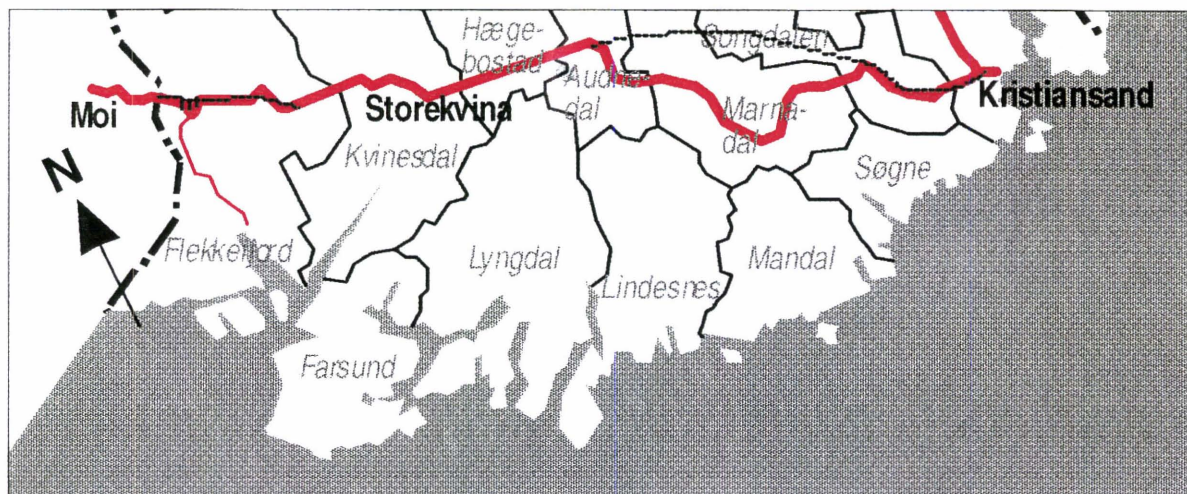 Hæge-
bostad
Songdalen
Audne-
dal
Moi
Storekvina
Kristiansand
Marna-
dal
Kvinesdal
Søgne
N
Flekkefjord
Lyngdal
Mandal
Lindesnes
Farsund